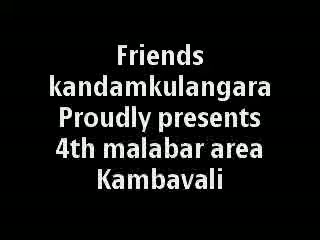 Friends
kandamkulangara
Proudly presents
4th malabar area
Kambavali